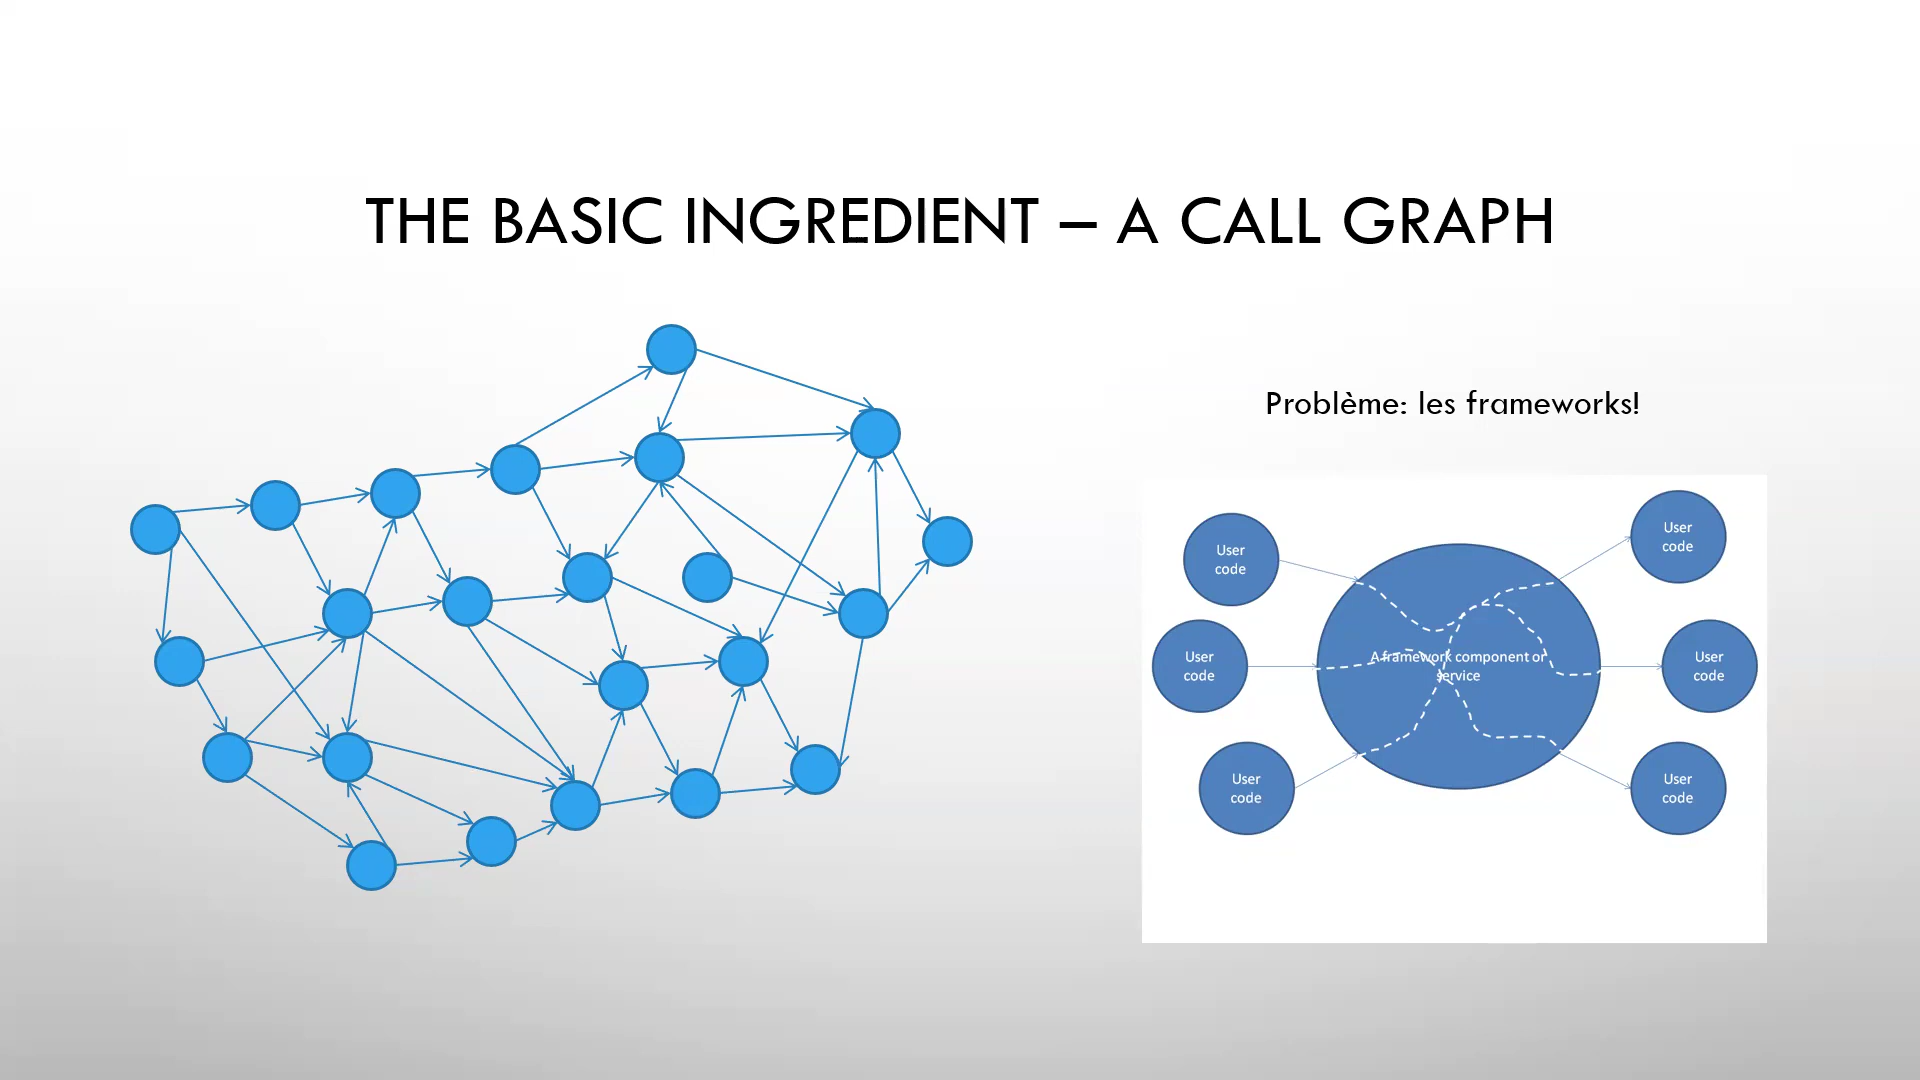 THE BASIC INGREDIENT – A CALL GRAPH
Problème: les frameworks!
User
code
User
code
User
code
A framework component or
service
User
code
User
code
User
code